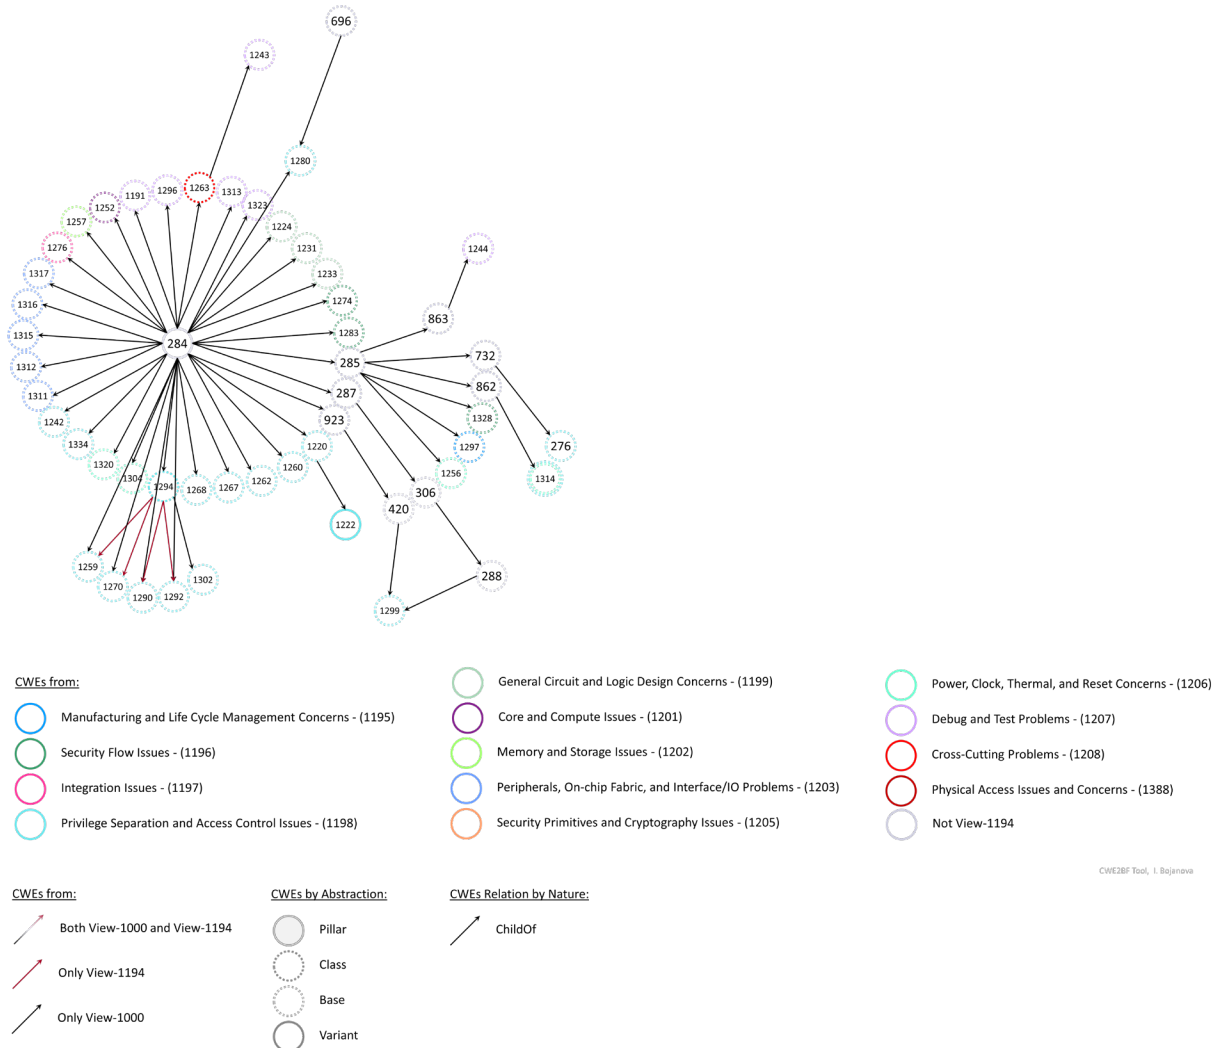 696
1243
1280
1263
1296
1313
1191
1323
1252
1257
1224
1276
1231
1244
1317
1233
1274
1316
863
1283
1315
284
732
285
1312
862
287
1311
923
1328
1242
1334
1220
1297
276
1320
1260
1256
1304
1262
1314
1294
1268
1267
306
420
1222
1259
288
1302
1270
1290
1292
1299
CWEs from:
Manufacturing and Life Cycle Management Concerns - (1195)
Security Flow Issues - (1196)
Integration Issues - (1197)
Privilege Separation and Access Control Issues - (1198)
General Circuit and Logic Design Concerns - (1199)
Core and Compute Issues - (1201)
Memory and Storage Issues - (1202)
Peripherals, On-chip Fabric, and Interface/IO Problems - (1203)
Security Primitives and Cryptography Issues - (1205)
Power, Clock, Thermal, and Reset Concerns - (1206)
Debug and Test Problems - (1207)
Cross-Cutting Problems - (1208)
Physical Access Issues and Concerns - (1388)
Not View-1194
CWE2BF Tool, I. Bojanova
CWEs from:
Both View-1000 and View-1194
Only View-1194
Only View-1000
CWEs by Abstraction:
Pillar
Class
Base
Variant
CWEs Relation by Nature:
ChildOf